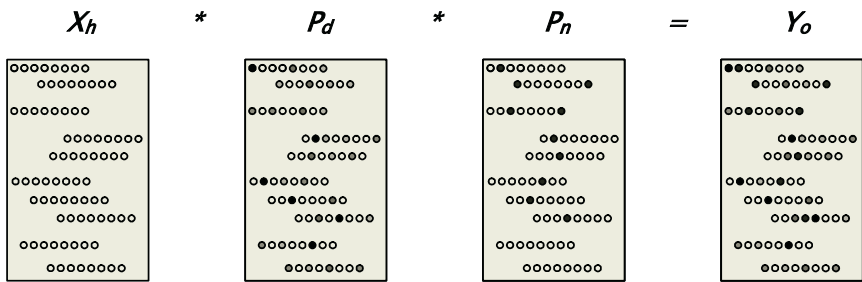 Xh * Pd * Pn = Yo